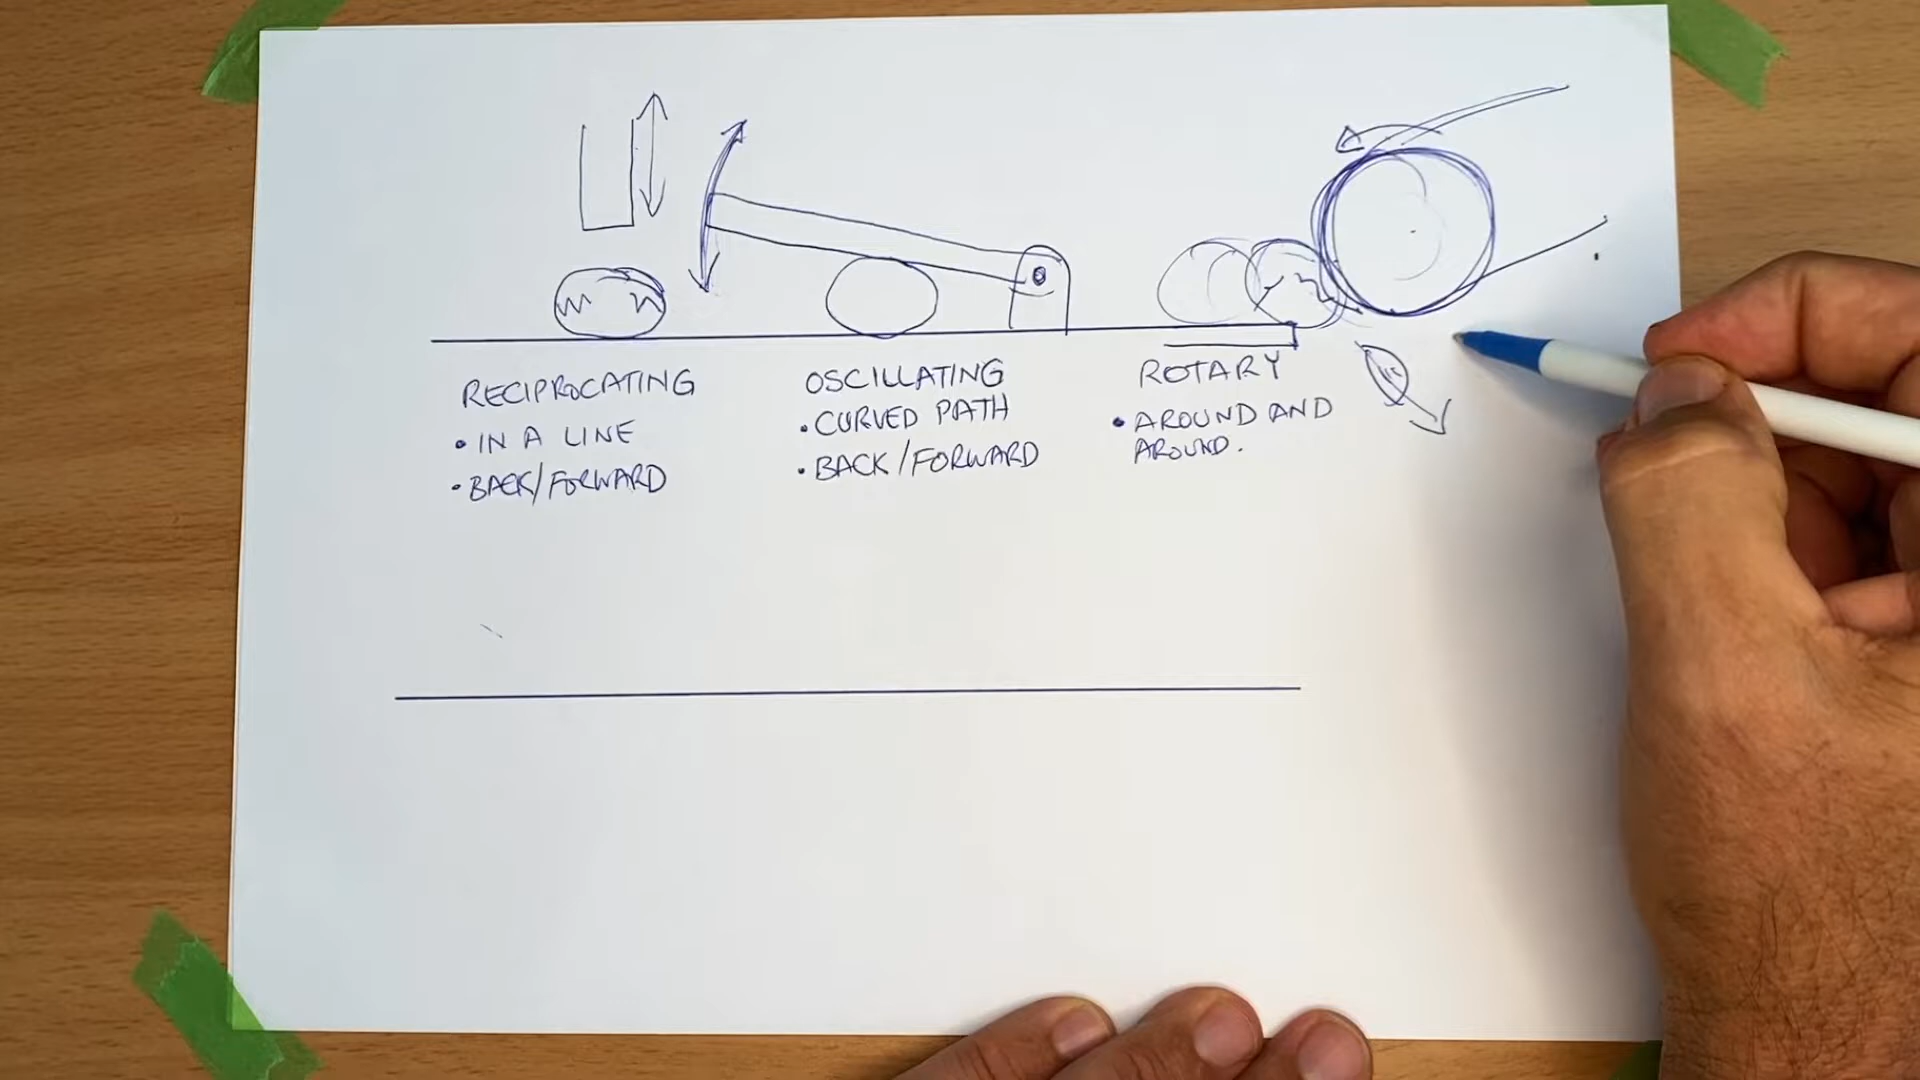 RECIPROCATING
• IN A LINE
• BACK/FORWARD
OSCILLATING
• CURVED PATH
• BACK/FORWARD
ROTARY
• AROUND AND
AROUND.